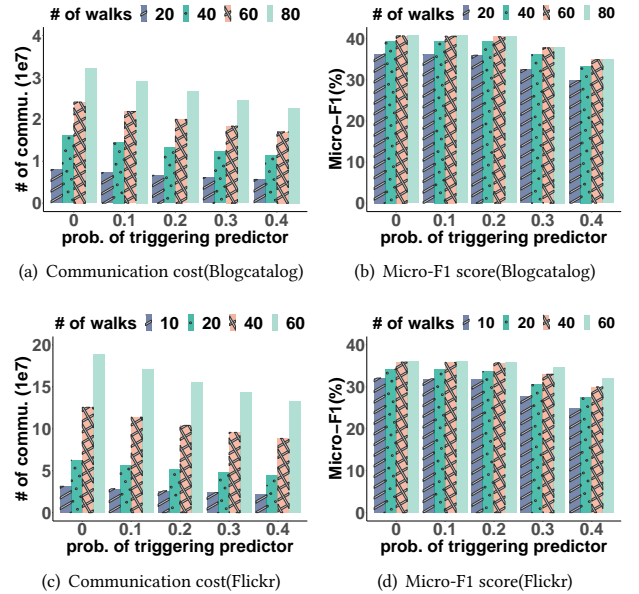 # of walks 20 40 60 80
# of commu. (1e7)
4
3
2
1
0
0 0.1 0.2 0.3 0.4
prob. of triggering predictor
(a) Communication cost(Blogcatalog)
# of walks 20 40 60 80
Micro−F1(%)
40
30
20
10
0
0 0.1 0.2 0.3 0.4
prob. of triggering predictor
(b) Micro-F1 score(Blogcatalog)
# of walks 10 20 40 60
# of commu. (1e7)
20
15
10
5
0
0 0.1 0.2 0.3 0.4
prob. of triggering predictor
(c) Communication cost(Flickr)
# of walks 10 20 40 60
Micro−F1(%)
40
30
20
10
0
0 0.1 0.2 0.3 0.4
prob. of triggering predictor
(d) Micro-F1 score(Flickr)